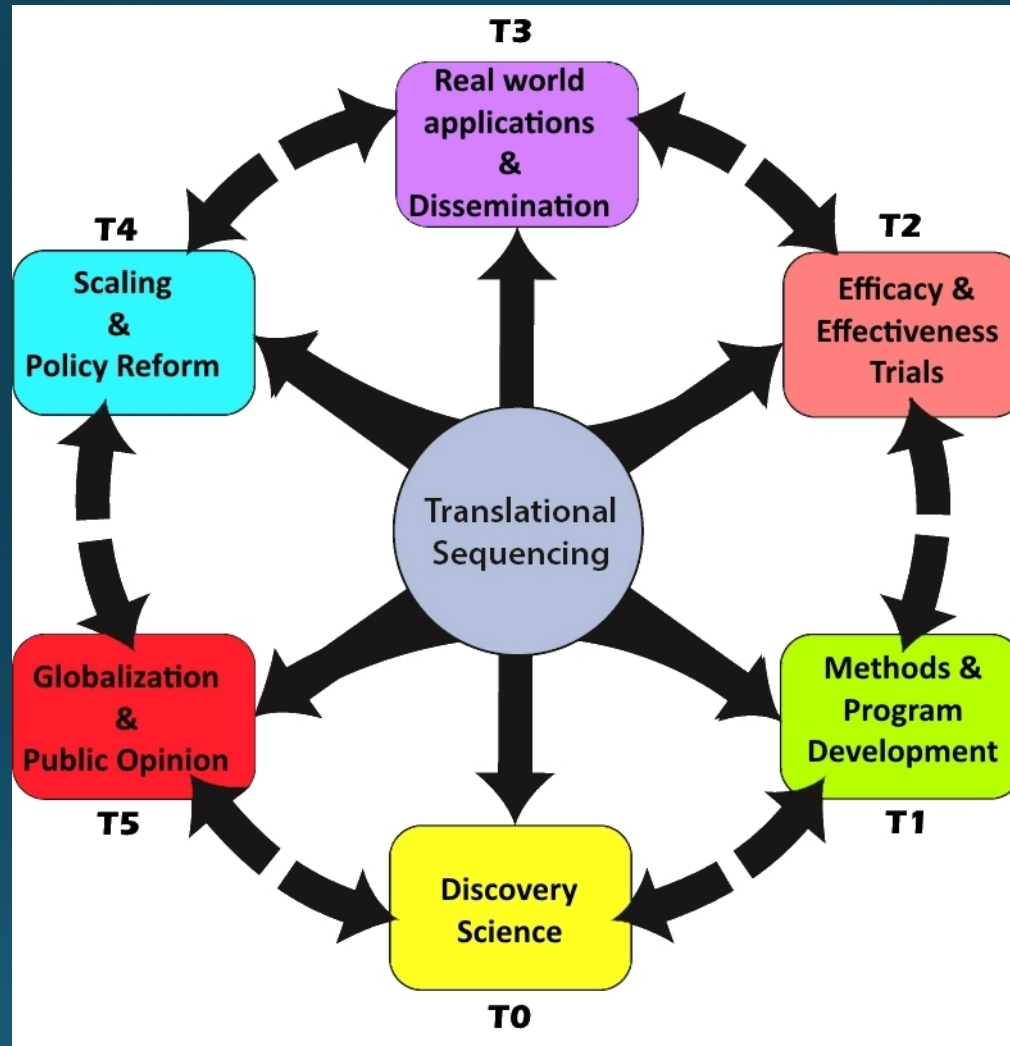 T3
Real world
applications
&
Dissemination
T4
Scaling
&
Policy Reform
T2
Efficacy &
Effectiveness
Trials
Translational
Sequencing
Globalization
&
Public Opinion
T5
Methods &
Program
Development
T1
Discovery
Science
T0